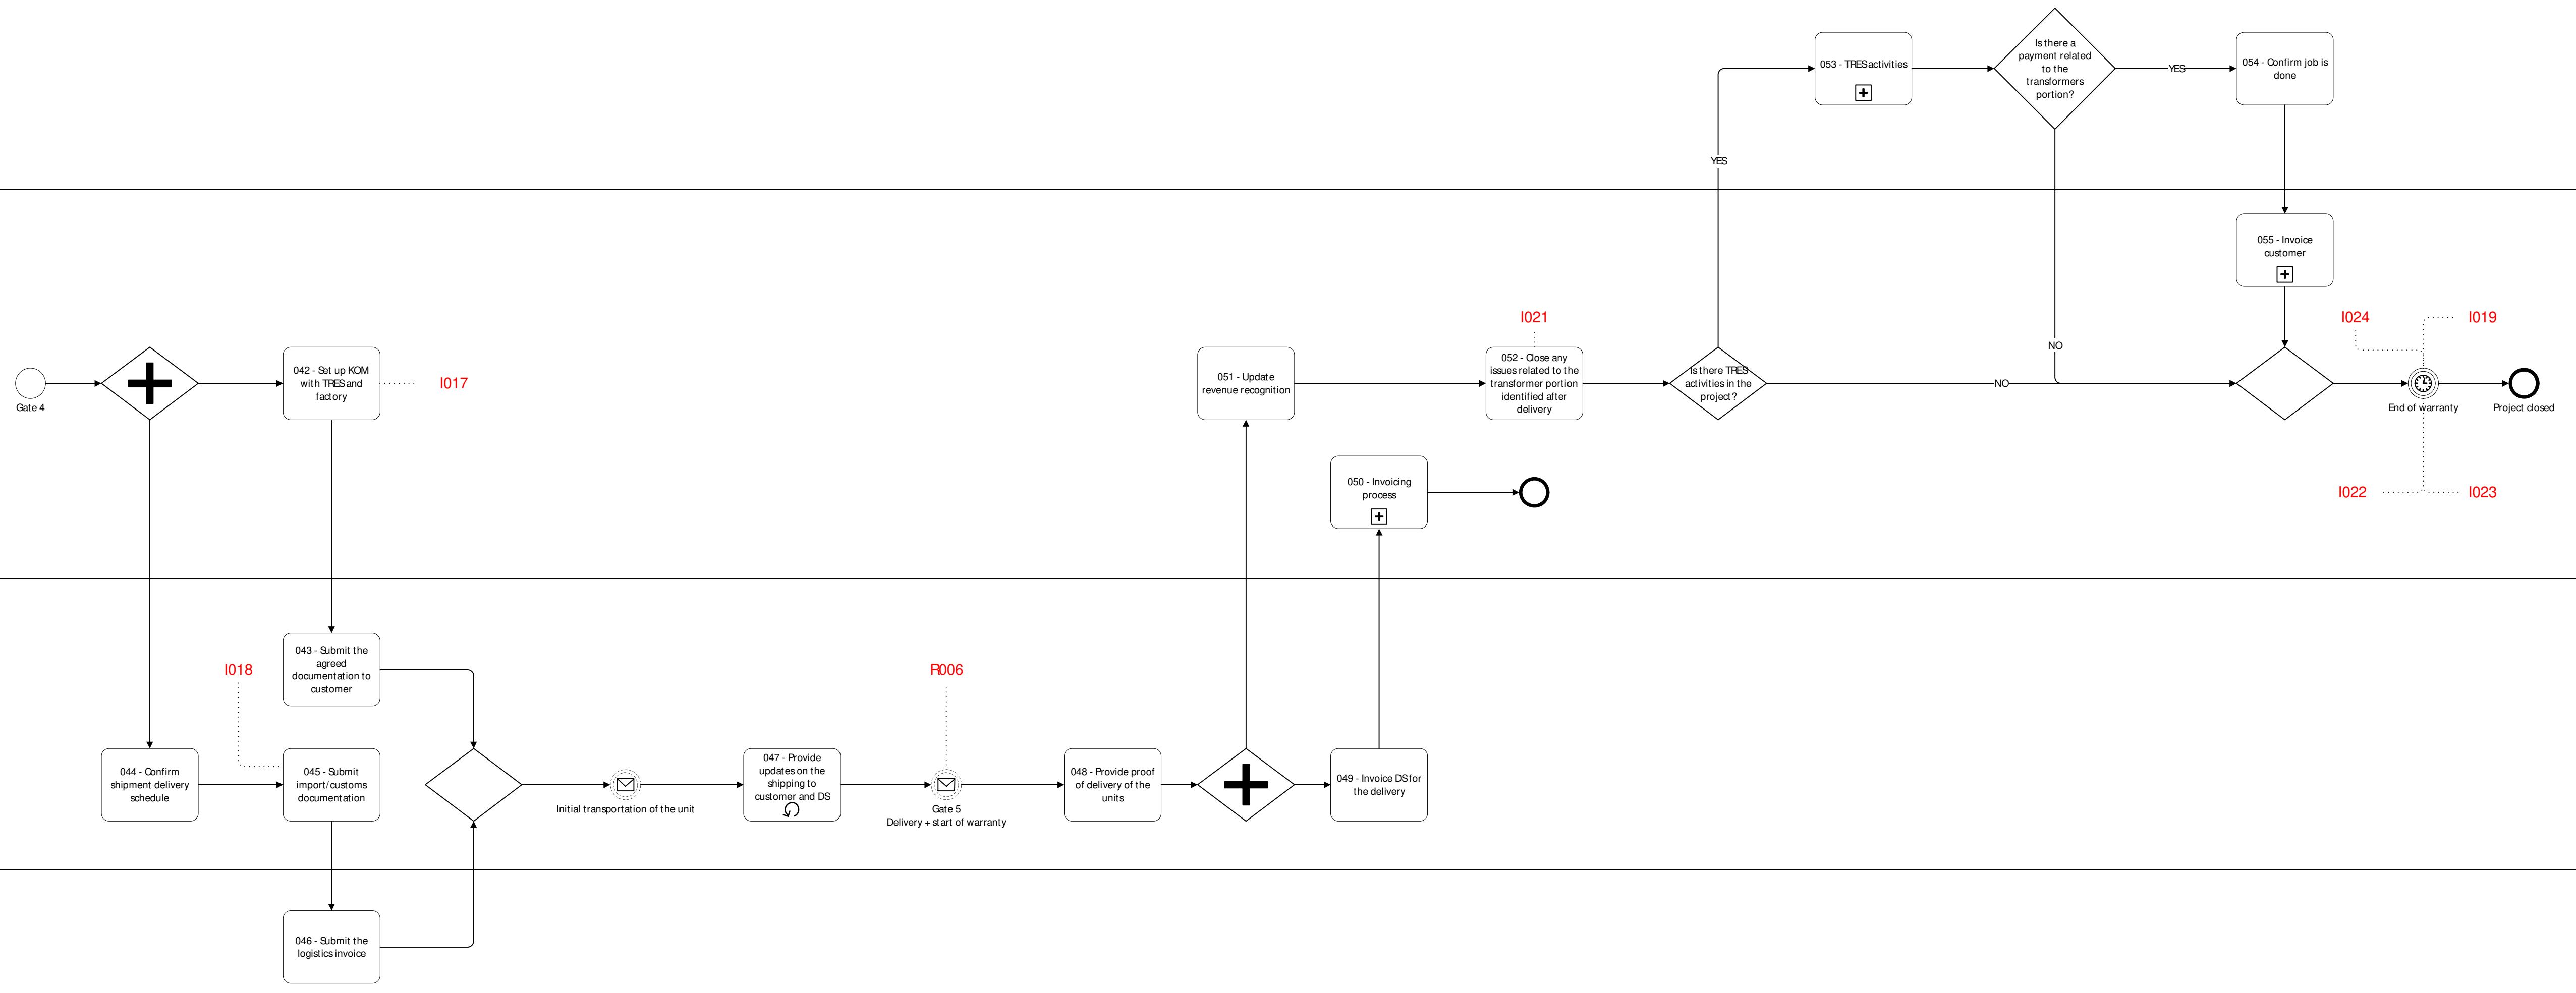 Is there a
payment related
to the
transformers
portion?
053 - TRES activities
YES
054 - Confirm job is
done
YES
055 - Invoice
customer
I021
I024
I019
Gate 4
042 - Set up KOM
with TRES and
factory
I017
051 - Update
revenue recognition
052 - Close any
issues related to the
transformer portion
identified after
delivery
Is there TRES
activities in the
project?
NO
NO
End of warranty
Project closed
050 - Invoicing
process
I022
I023
043 - Submit the
agreed
documentation to
customer
I018
R006
044 - Confirm
shipment delivery
schedule
045 - Submit
import/customs
documentation
Initial transportation of the unit
047 - Provide
updates on the
shipping to
customer and DS
Gate 5
Delivery + start of warranty
048 - Provide proof
of delivery of the
units
049 - Invoice DS for
the delivery
046 - Submit the
logistics invoice